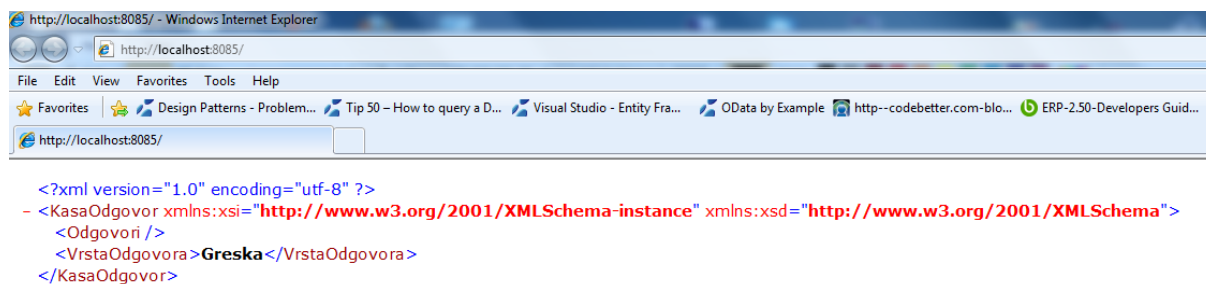 http://localhost:8085/ - Windows Internet Explorer
http://localhost:8085/
File Edit View Favorites Tools Help
Favorites Design Patterns - Problem... Tip 50 – How to query a D... Visual Studio - Entity Fra... OData by Example http--codebetter.com-blo... ERP-2.50-Developers Guid...
http://localhost:8085/
<?xml version="1.0" encoding="utf-8" ?>
- <KasaOdgovor xmlns:xsi="http://www.w3.org/2001/XMLSchema-instance" xmlns:xsd="http://www.w3.org/2001/XMLSchema">
<Odgovori />
<VrstaOdgovora>Greska</VrstaOdgovora>
</KasaOdgovor>